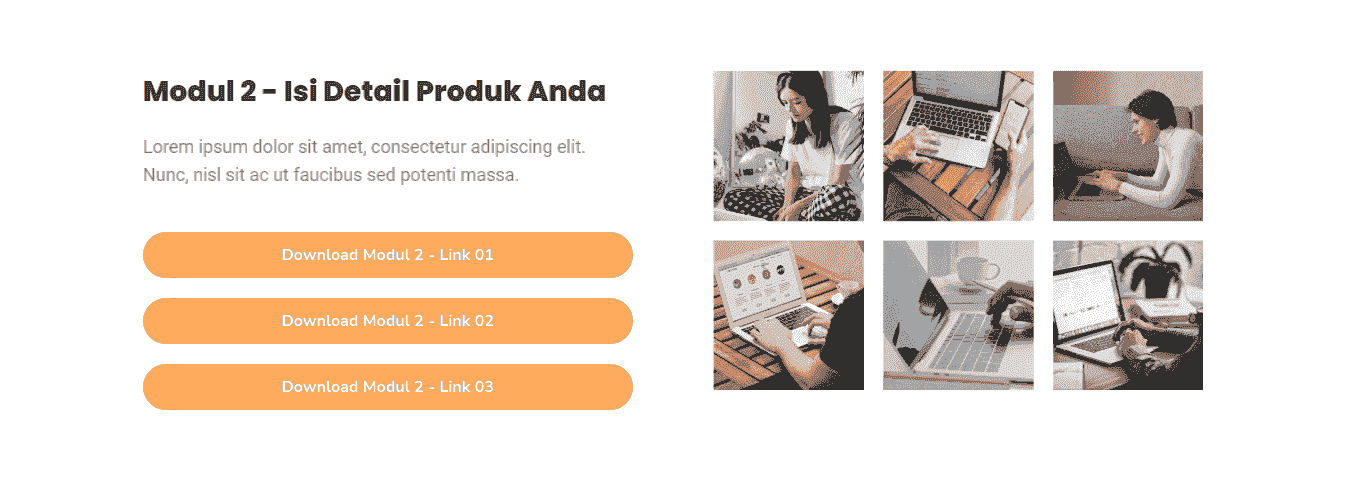 Modul 2 - Isi Detail Produk Anda
Lorem ipsum dolor sit amet, consectetur adipiscing elit.
Nunc, nisl sit ac ut faucibus sed potenti massa.
Download Modul 2 - Link 01
Download Modul 2 - Link 02
Download Modul 2 - Link 03